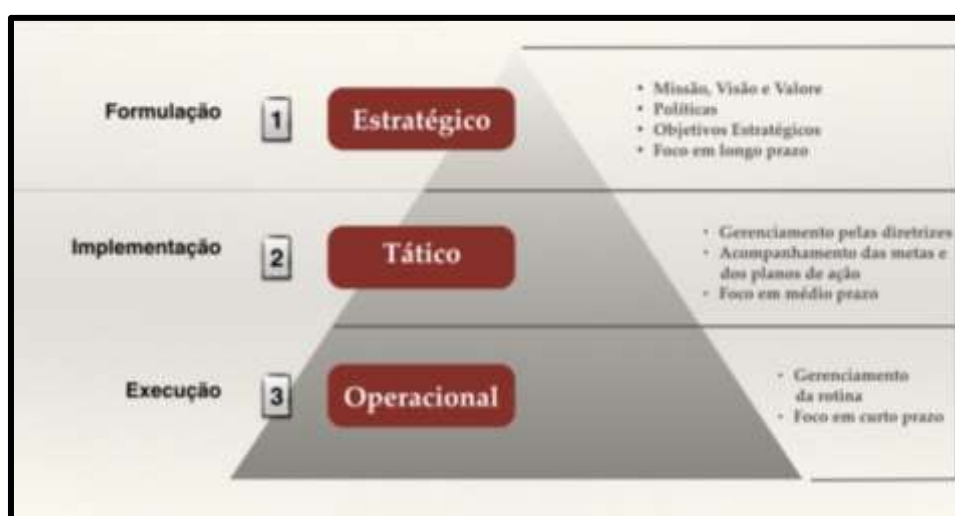 Formulação
1
Estratégico
• Missão, Visão e Valore
• Políticas
• Objetivos Estratégicos
• Foco em longo prazo
Implementação
2
Tático
• Gerenciamento pelas diretrizes
• Acompanhamento das metas e
dos planos de ação
• Foco em médio prazo
Execução
3
Operacional
• Gerenciamento
da rotina
• Foco em curto prazo